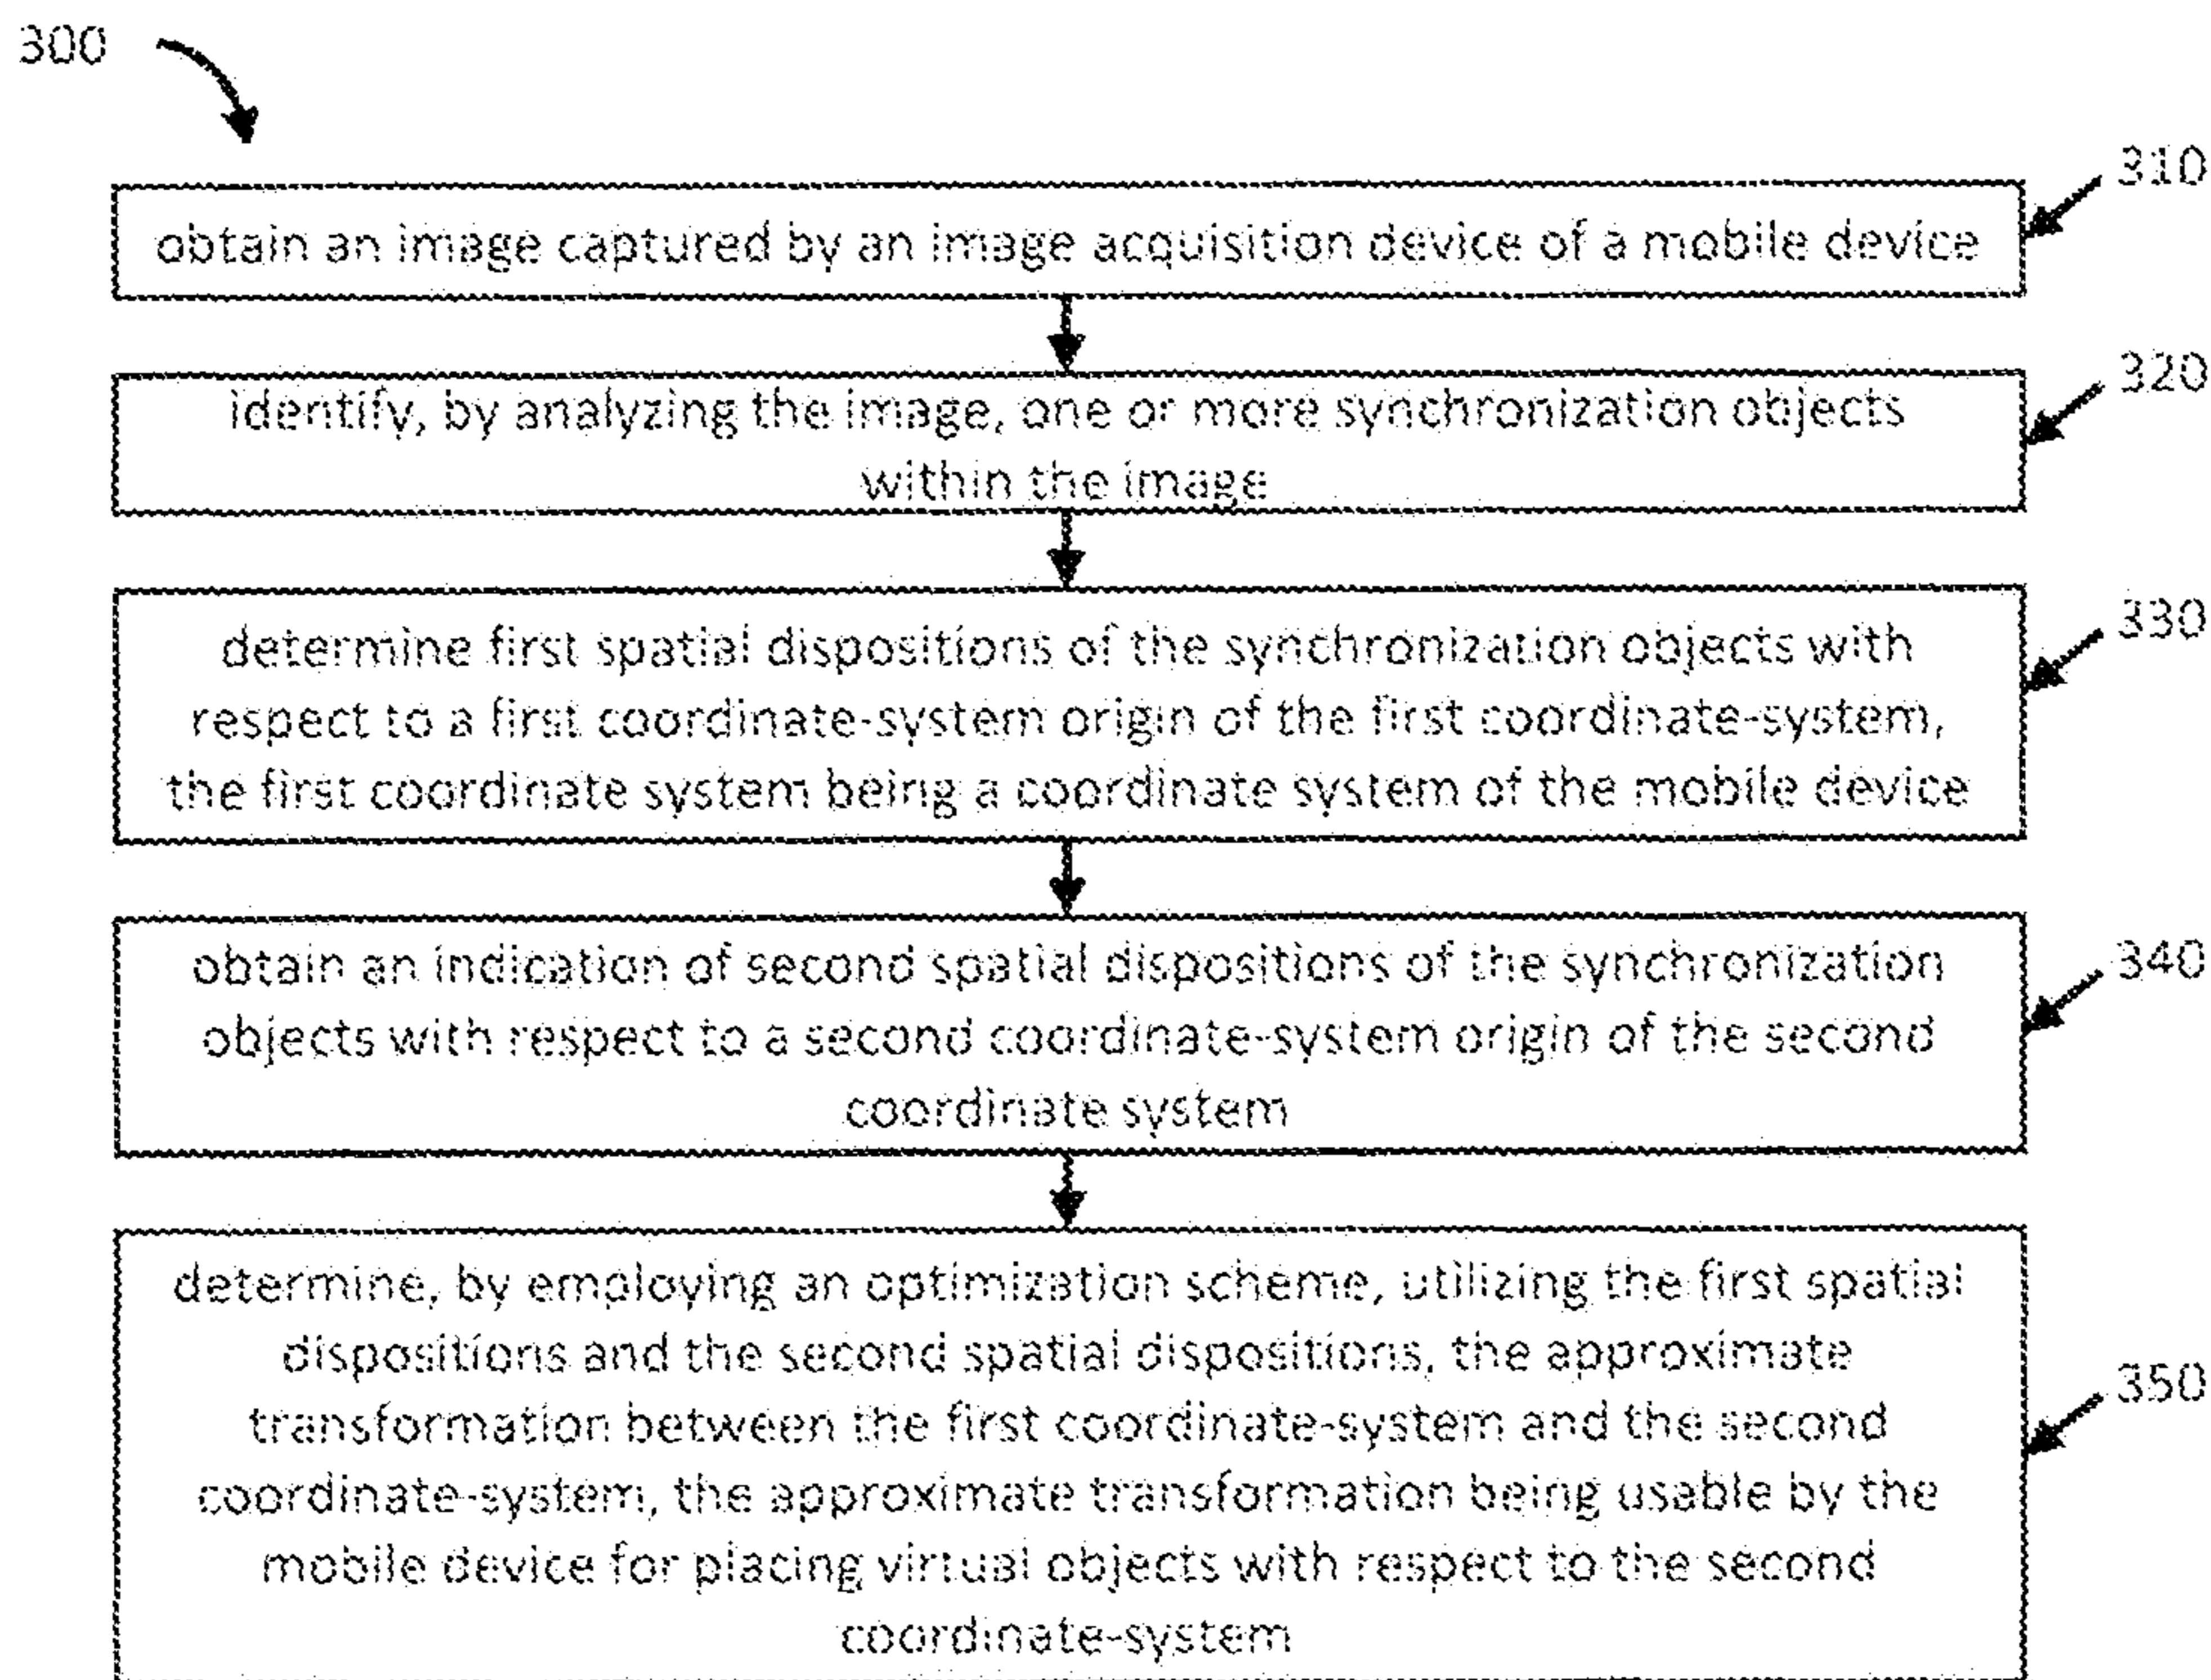 300
310
obtain an image captured by an image acquisition device of a mobile device
320
identify, by analyzing the image, one or more synchronization objects
within the image
330
determine first spatial dispositions of the synchronization objects with
respect to a first coordinate-system origin of the first coordinate-system,
the first coordinate system being a coordinate system of the mobile device
340
obtain an indication of second spatial dispositions of the synchronization
objects with respect to a second coordinate-system origin of the second
coordinate system
350
determine, by employing an optimization scheme, utilizing the first spatial
dispositions and the second spatial dispositions, the approximate
transformation between the first coordinate-system and the second
coordinate-system, the approximate transformation being usable by the
mobile device for placing virtual objects with respect to the second
coordinate-system